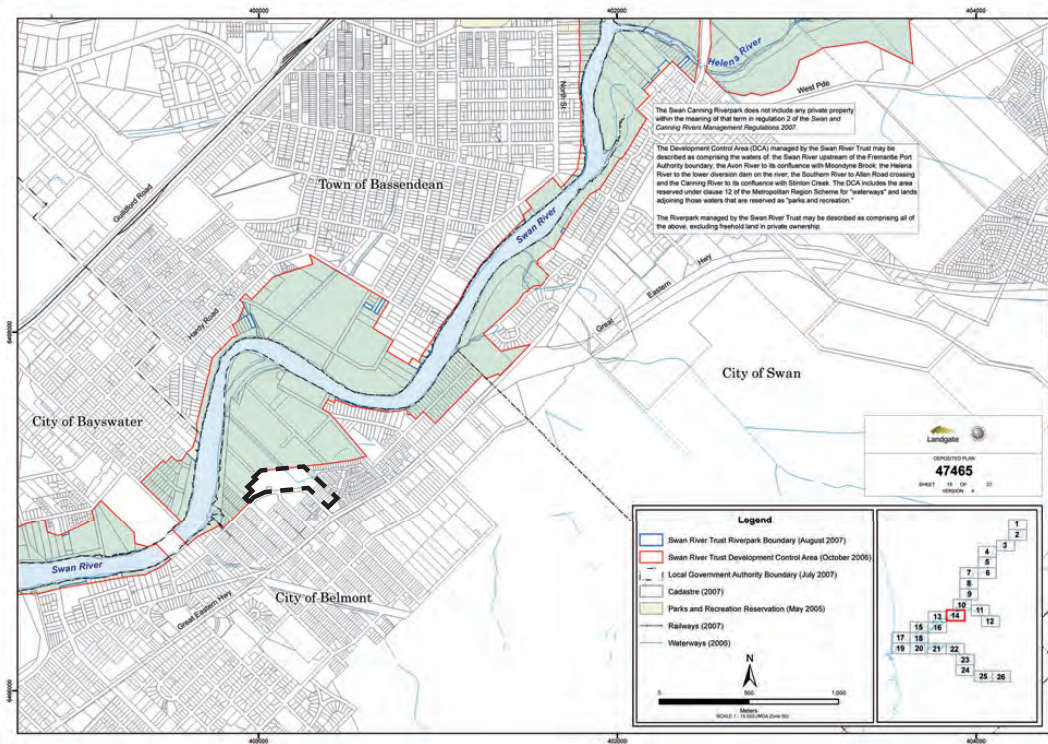 400000
402000
404000
Helena River
West Pde
North St
The Swan Canning Riverpark does not include any private property
within the meaning of that term in regulation 2 of the Swan and
Canning Rivers Management Regulations 2007.
The Development Control Area (DCA) managed by the Swan River Trust may be
described as comprising the waters of: the Swan River upstream of the Fremantle Port
Authority boundary; the Avon River to its confluence with Moondyne Brook; the Helena
River to the lower diversion dam on the river; the Southern River to Allen Road crossing
and the Canning River to its confluence with Stinton Creek. The DCA includes the area
reserved under clause 12 of the Metropolitan Region Scheme for "waterways" and lands
adjoining those waters that are reserved as "parks and recreation."
The Riverpark managed by the Swan River Trust may be described as comprising all of
the above, excluding freehold land in private ownership.
Town of Bassendean
Guildford Road
Swan River
Great Eastern Hwy
Hardy Road
City of Swan
City of Bayswater
Landgate
DEPOSITED PLAN
47465
SHEET OF 
VERSION
Swan River
City of Belmont
Great Eastern Hwy
Legend
Swan River Trust Riverpark Boundary (August 2007)
Swan River Trust Development Control Area (October 2006)
Local Government Authority Boundary (July 2007)
Cadastre (2007)
Parks and Recreation Reservation (May 2005)
Railways (2007)
Waterways (2006)
N
0 500 1,000
Meters
1
2
3
4
5
7 6
8
9
10 11
13 14 12
15 16
17 18
19 20 21 22
23
24
25 26
400000
402000
404000